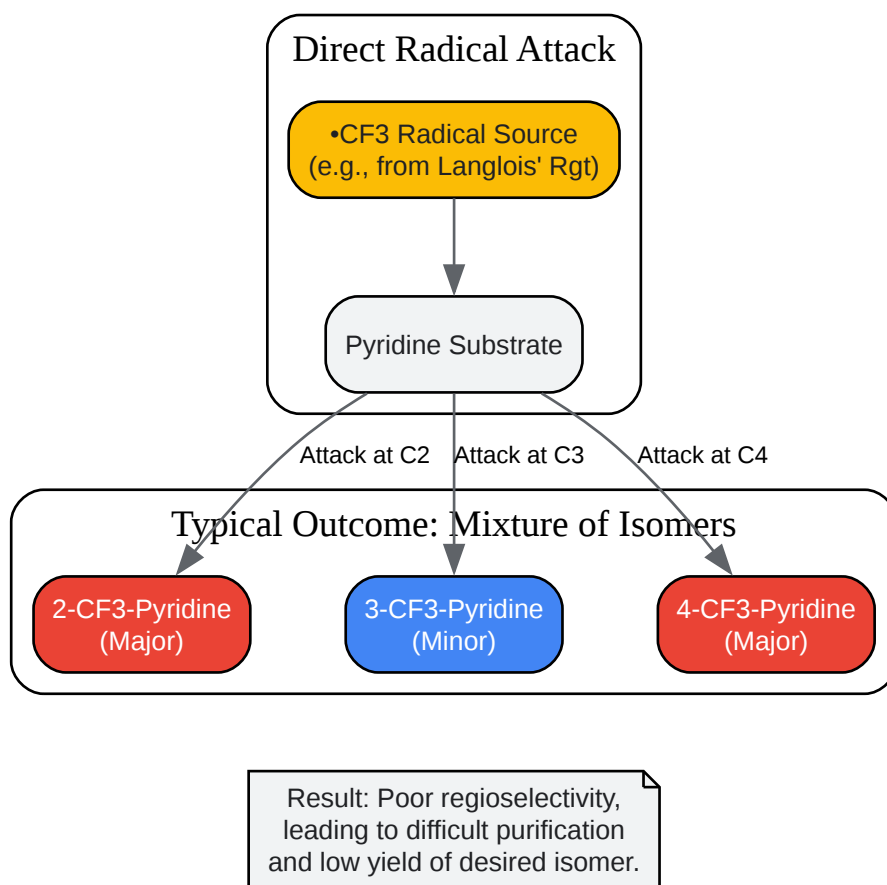 Direct Radical Attack
•CF3 Radical Source
(e.g., from Langlois' Rgt)
Pyridine Substrate
Attack at C2
Attack at C3
Attack at C4
Typical Outcome: Mixture of Isomers
2-CF3-Pyridine
(Major)
3-CF3-Pyridine
(Minor)
4-CF3-Pyridine
(Major)
Result: Poor regioselectivity,
leading to difficult purification
and low yield of desired isomer.